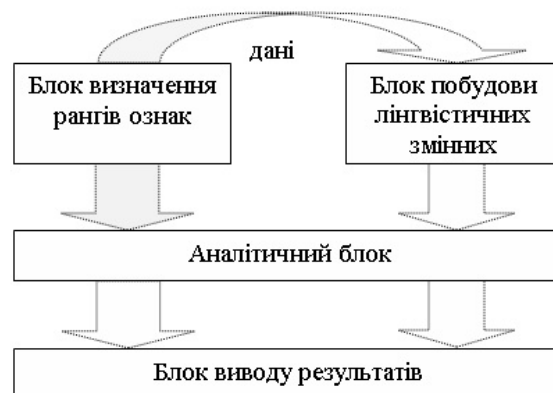 дані
Блок визначення
рангів ознак
Блок побудови
лінгвістичних
змінних
Аналітичний блок
Блок виводу результатів